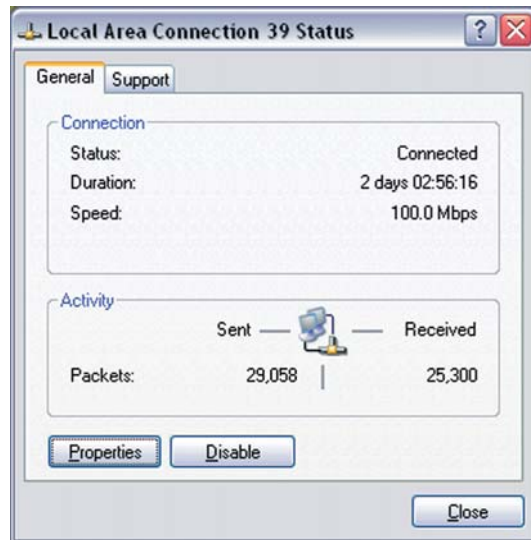 Local Area Connection 39 Status
General Support
Connection
Status: Connected
Duration: 2 days 02:56:16
Speed: 100.0 Mbps
Activity
Sent Received
Packets: 29,058 25,300
Properties Disable
Close